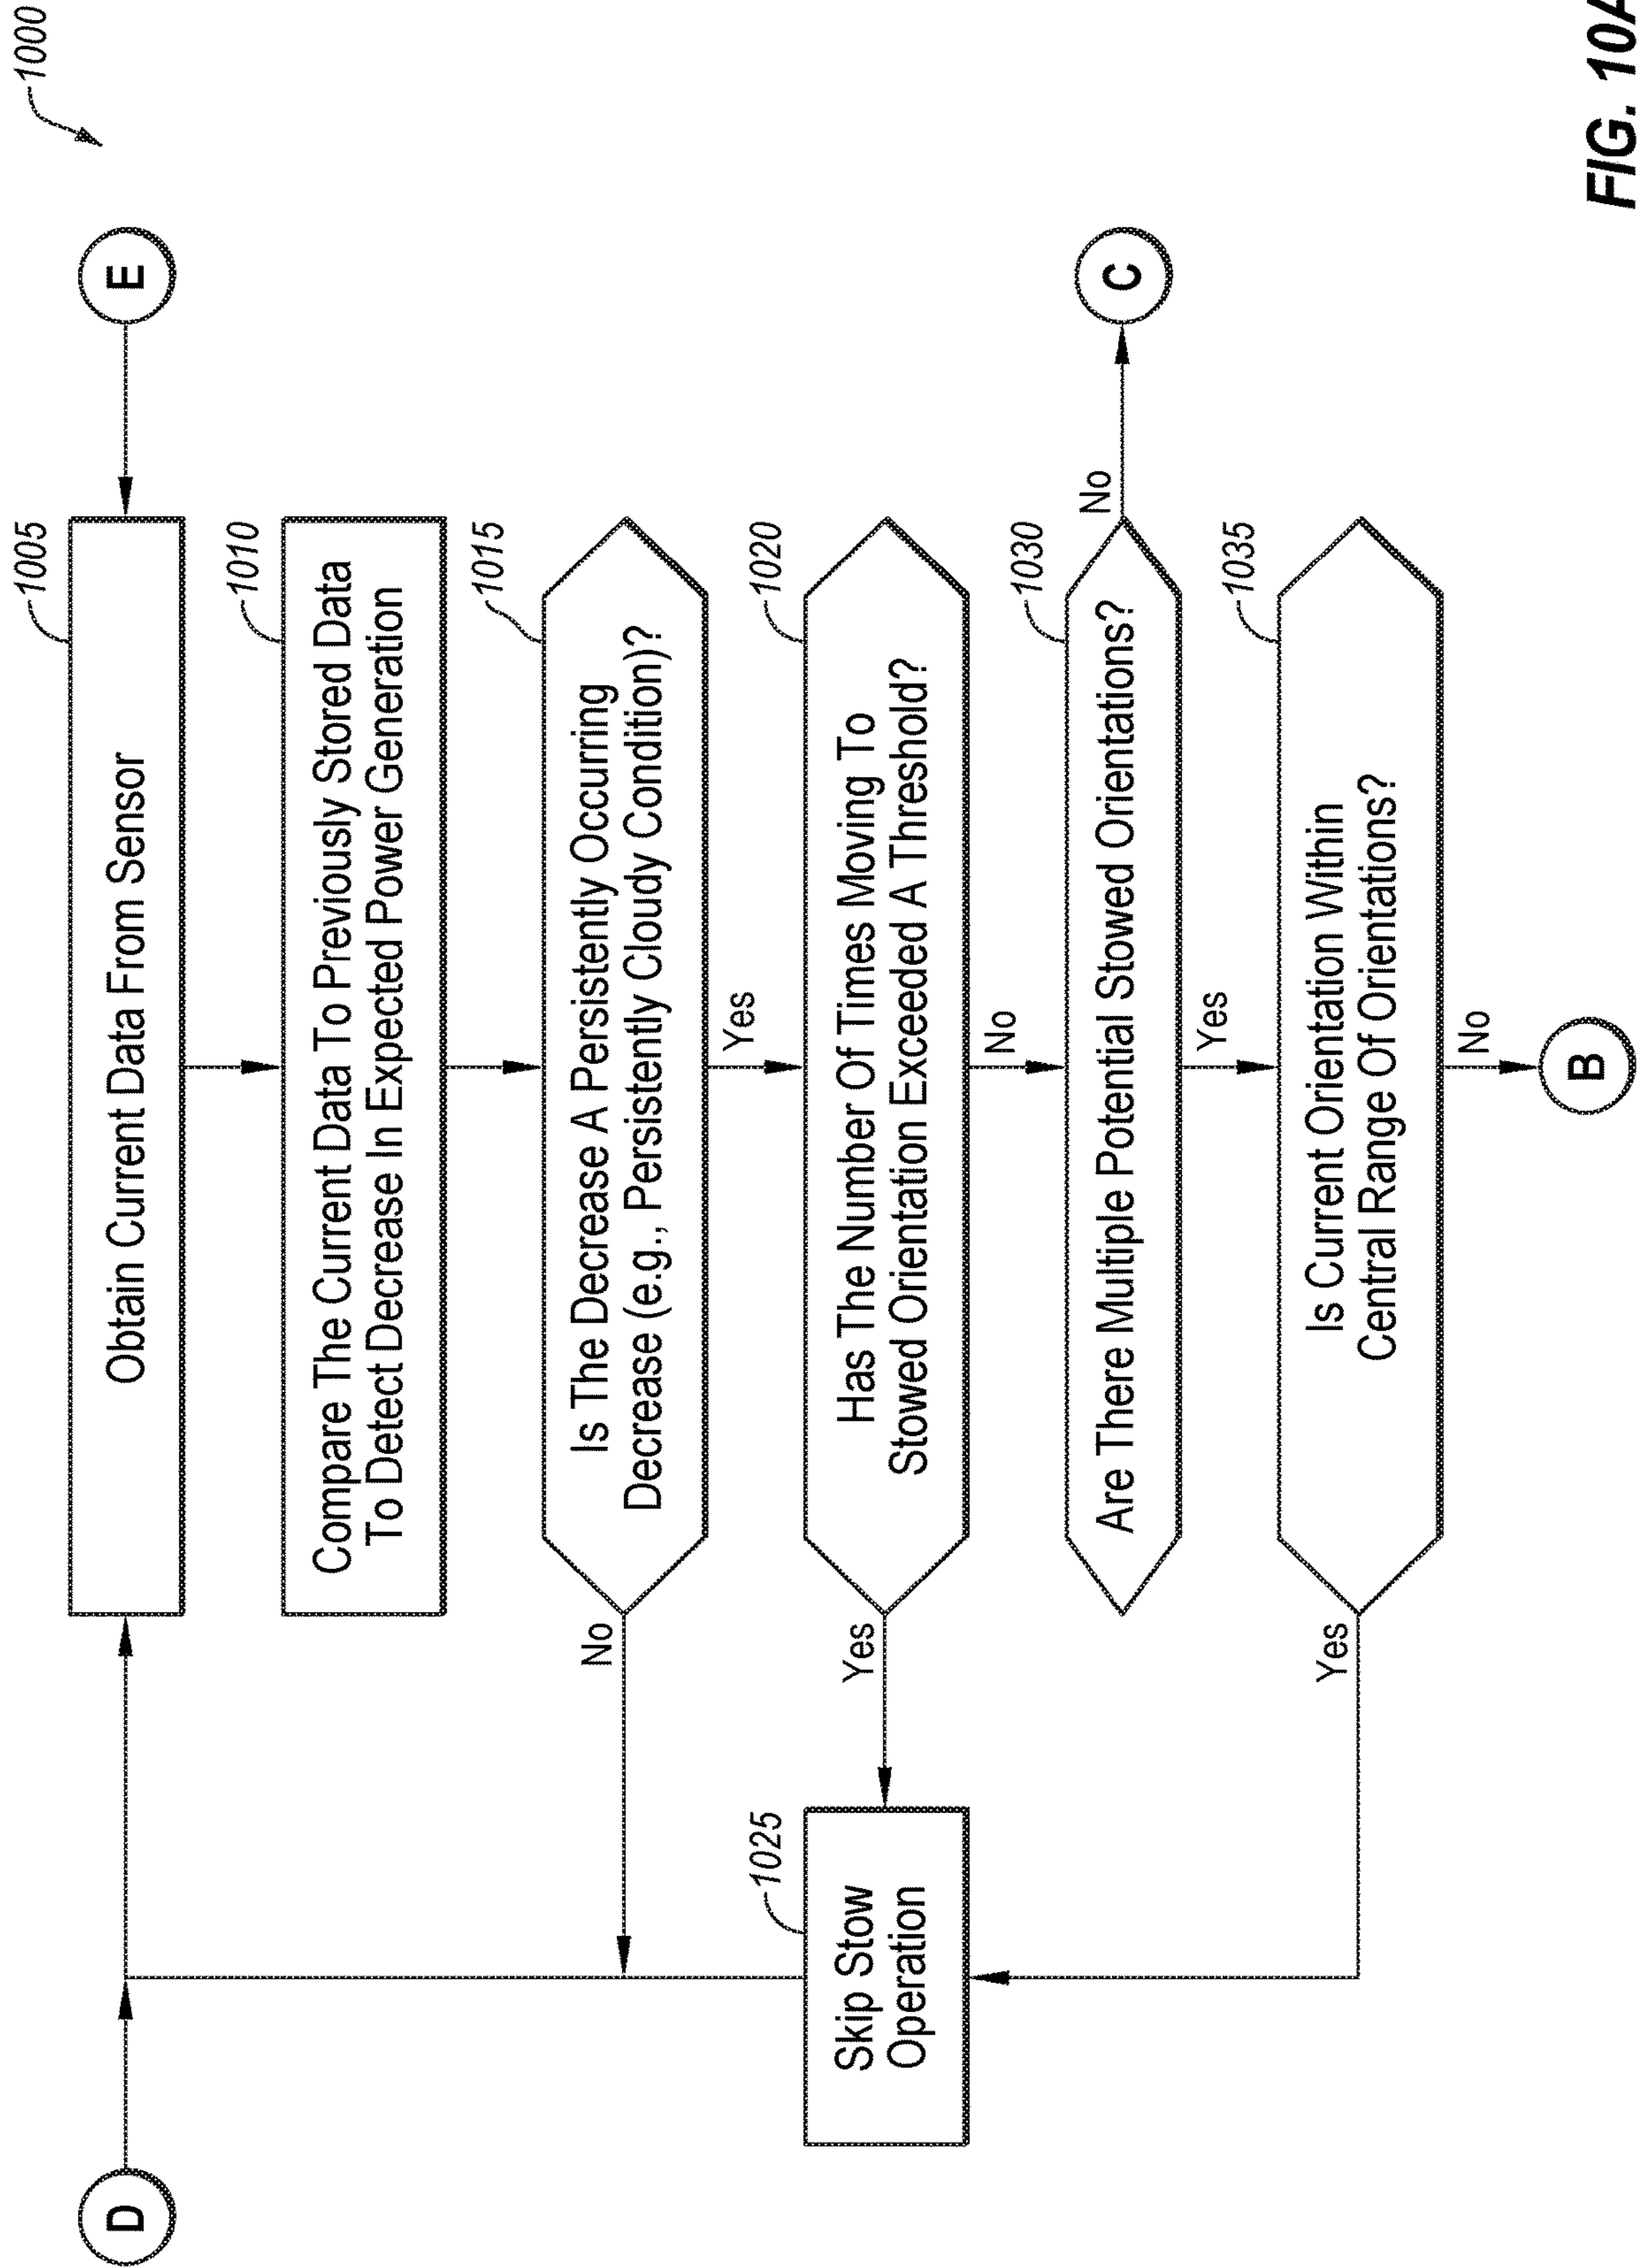 1000
D
E
1005
Obtain Current Data From Sensor
1010
Compare The Current Data To Previously Stored Data
To Detect Decrease In Expected Power Generation
1015
Is The Decrease A Persistently Occurring
Decrease (e.g., Persistently Cloudy Condition)?
No
Yes
1020
Has The Number Of Times Moving To
Stowed Orientation Exceeded A Threshold?
Yes
No
1025
Skip Stow
Operation
1030
Are There Multiple Potential Stowed Orientations?
No
C
Yes
1035
Is Current Orientation Within
Central Range Of Orientations?
Yes
No
B
FIG. 10A